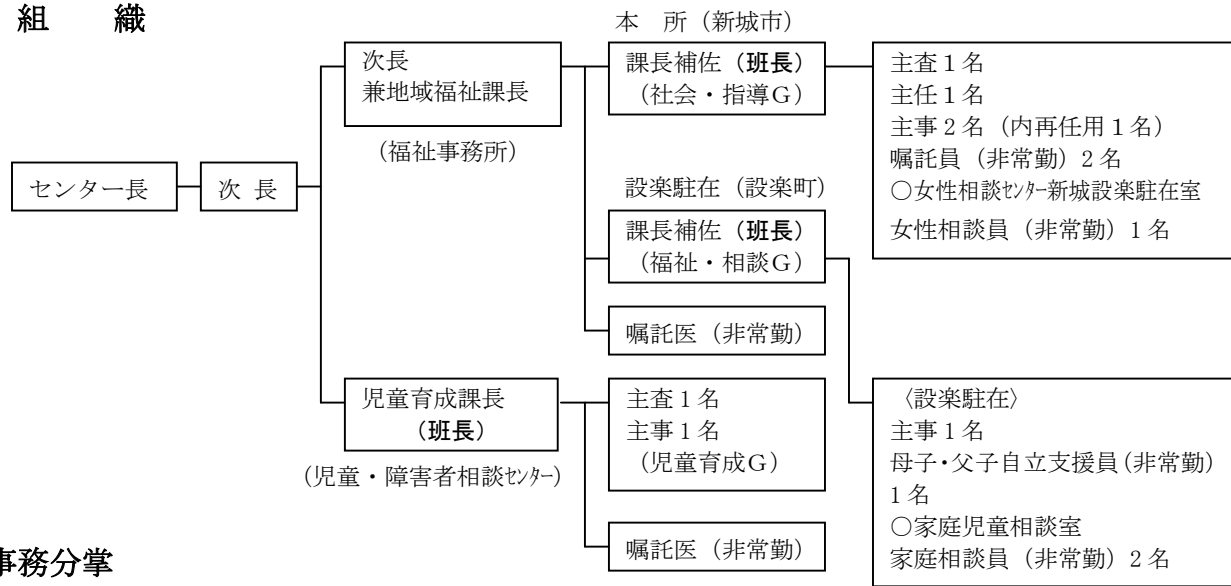 組　織
本　所（新城市）
センター長
次 長
次長
兼地域福祉課長
（福祉事務所）
課長補佐（班長）
（社会・指導Ｇ）
主査１名
主任１名
主事２名（内再任用１名）
嘱託員（非常勤）２名
○女性相談ｾﾝﾀｰ新城設楽駐在室
女性相談員（非常勤）１名
設楽駐在（設楽町）
課長補佐（班長）
（福祉・相談Ｇ）
嘱託医（非常勤）
児童育成課長
（班長）
（児童・障害者相談ｾﾝﾀｰ）
主査１名
主事１名
（児童育成Ｇ）
嘱託医（非常勤）
〈設楽駐在〉
主事１名
母子・父子自立支援員（非常勤）
１名
○家庭児童相談室
家庭相談員（非常勤）２名
事務分掌